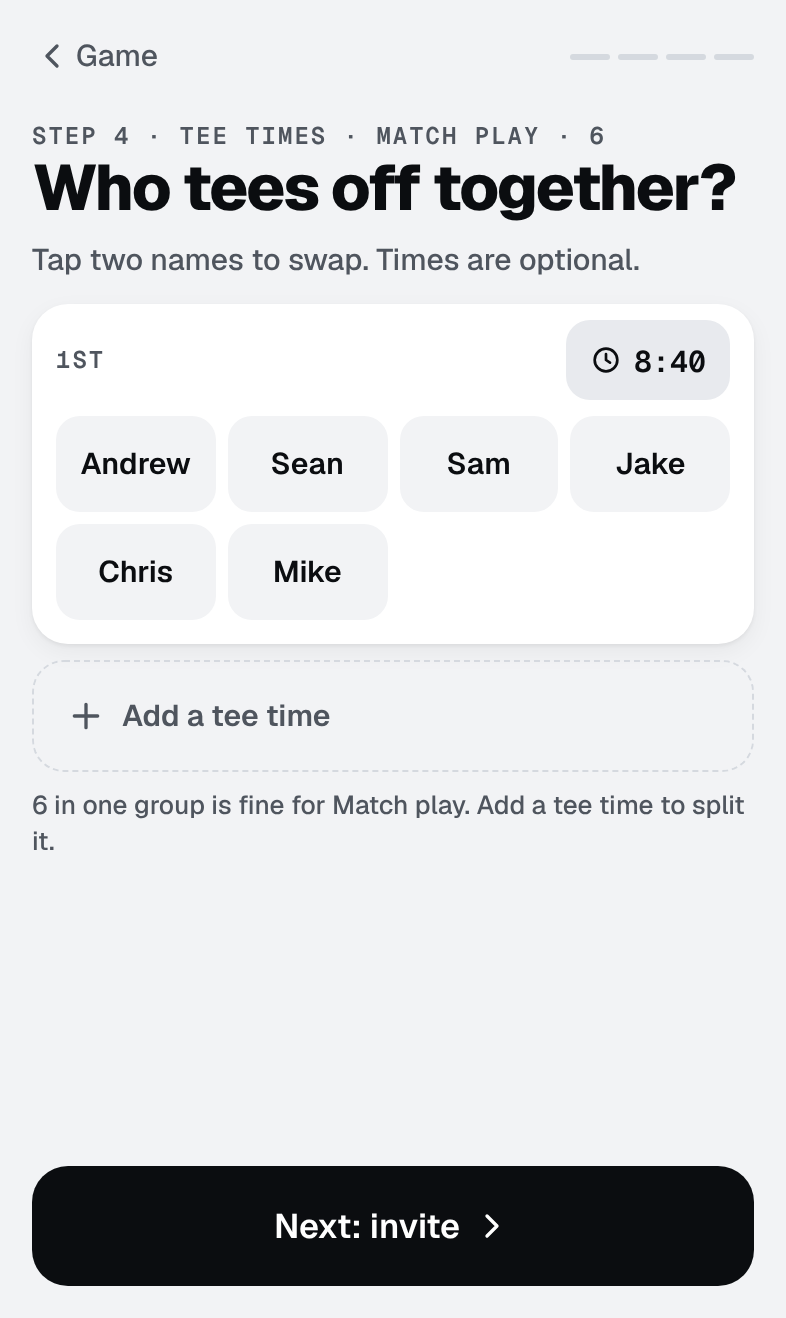 Game
STEP 4 · TEE TIMES · MATCH PLAY · 6
Who tees off together?
Tap two names to swap. Times are optional.
1ST
8:40
Andrew Sean Sam Jake
Chris Mike
Add a tee time
6 in one group is fine for Match play. Add a tee time to split
it.
Next: invite